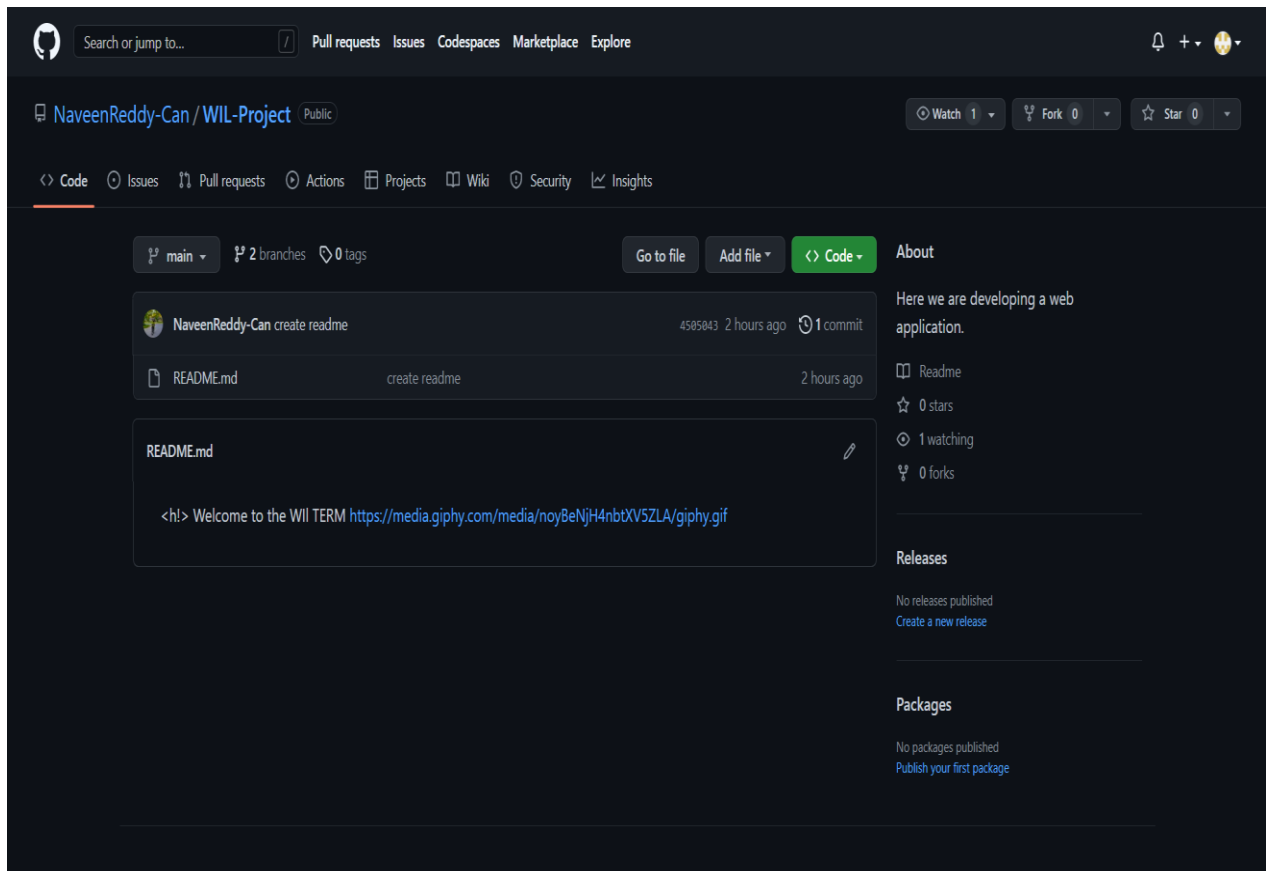 Search or jump to... / Pull requests Issues Codespaces Marketplace Explore
NaveenReddy-Can / WIL-Project Public Watch 1 Fork 0 Star 0
Code Issues Pull requests Actions Projects Wiki Security Insights
main 2 branches 0 tags Go to file Add file Code
NaveenReddy-Can create readme 4505043 2 hours ago 1 commit
README.md create readme 2 hours ago
README.md
<h!> Welcome to the WIl TERM https://media.giphy.com/media/noyBeNjH4nbtXV5ZLA/giphy.gif
About
Here we are developing a web
application.
Readme
0 stars
1 watching
0 forks
Releases
No releases published
Create a new release
Packages
No packages published
Publish your first package